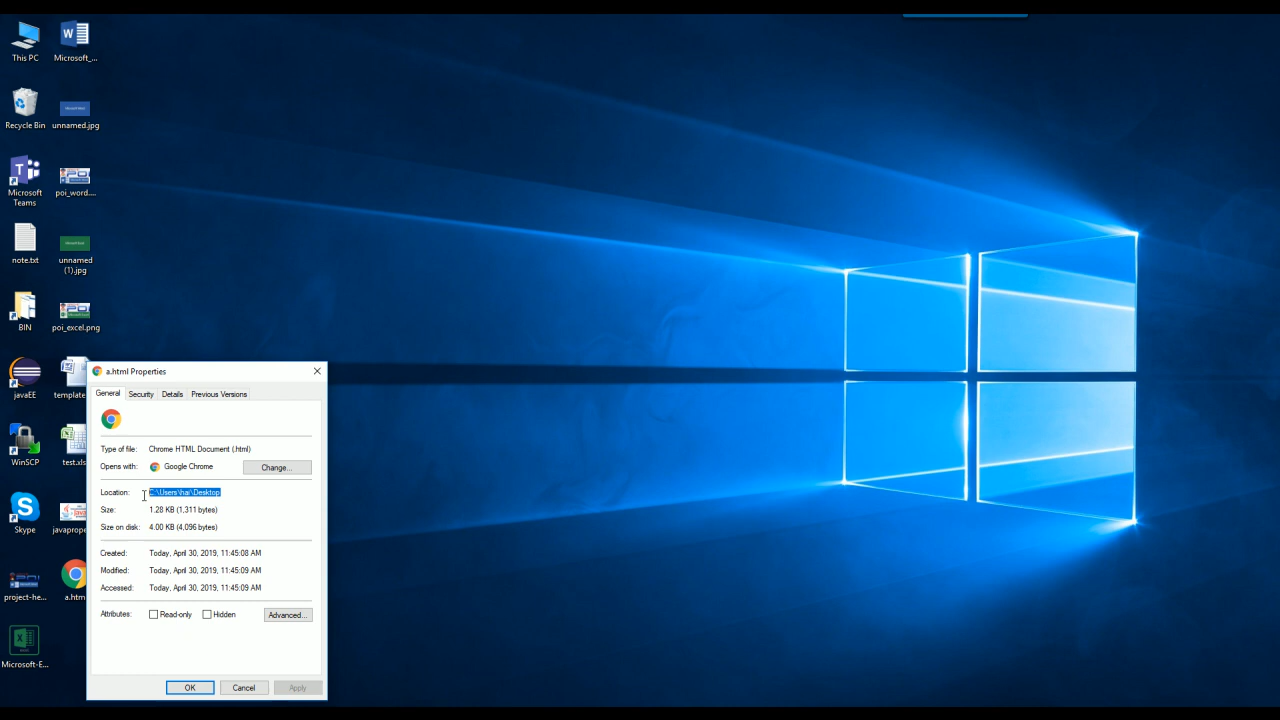 This PC
Microsoft_...
Recycle Bin
unnamed.jpg
Microsoft Teams
poi_word....
note.txt
unnamed (1).jpg
BIN
poi_excel.png
javaEE
template
WinSCP
test.xls
Skype
javaprope
project-he...
a.htm
Microsoft-E...
a.html Properties
General Security Details Previous Versions
Type of file: Chrome HTML Document (.html)
Opens with: Google Chrome Change...
Location: C:\Users\hai\Desktop
Size: 1.28 KB (1,311 bytes)
Size on disk: 4.00 KB (4,096 bytes)
Created: Today, April 30, 2019, 11:45:08 AM
Modified: Today, April 30, 2019, 11:45:09 AM
Accessed: Today, April 30, 2019, 11:45:09 AM
Attributes: Read-only Hidden Advanced...
OK Cancel Apply